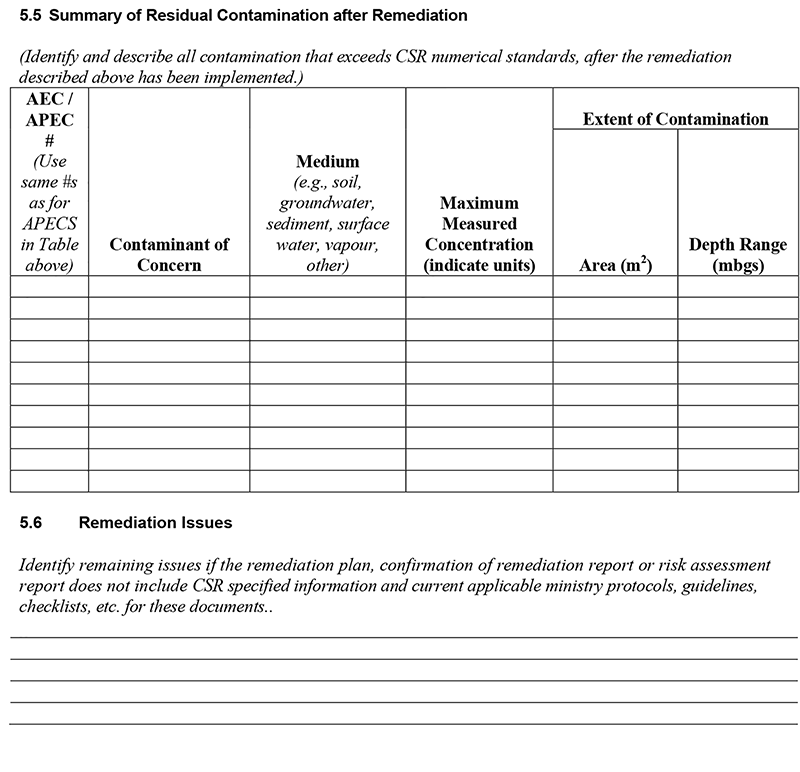 5.5 Summary of Residual Contamination after Remediation
(Identify and describe all contamination that exceeds CSR numerical standards, after the remediation
described above has been implemented.)
AEC /
APEC
#
(Use
same #s
as for
APECS
in Table
above)
Contaminant of
Concern
Medium
(e.g., soil,
groundwater,
sediment, surface
water, vapour,
other)
Maximum
Measured
Concentration
(indicate units)
Extent of Contamination
Area (m²)
Depth Range
(mbgs)
5.6 Remediation Issues
Identify remaining issues if the remediation plan, confirmation of remediation report or risk assessment
report does not include CSR specified information and current applicable ministry protocols, guidelines,
checklists, etc. for these documents..